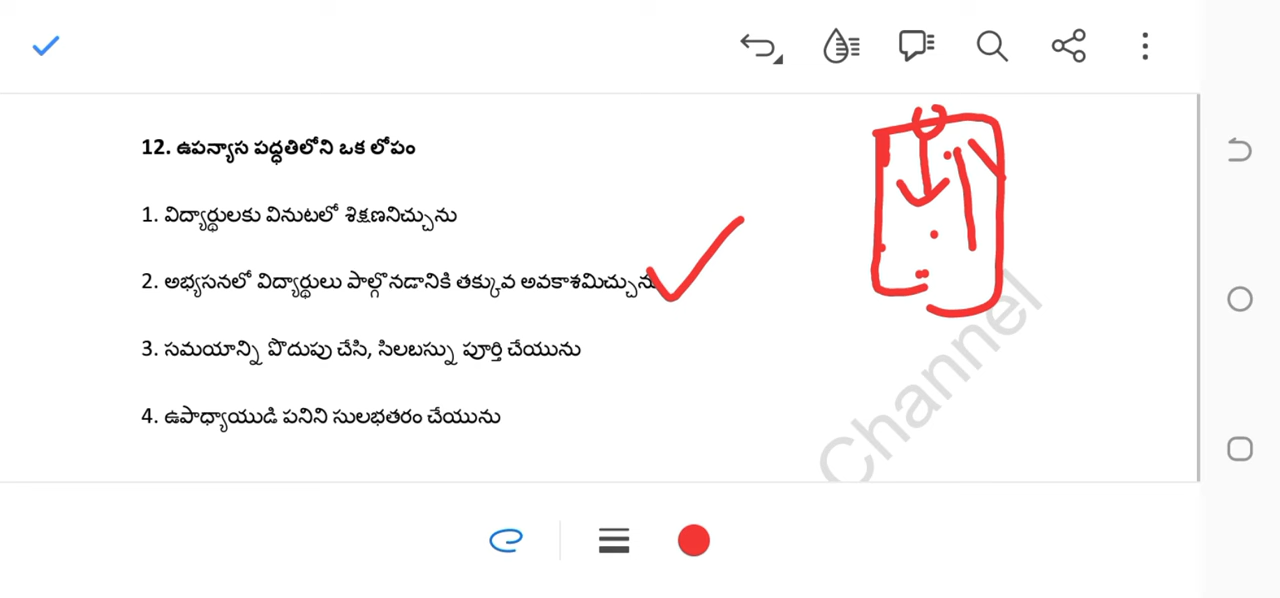 12. ఉపన్యాస పద్ధతిలోని ఒక లోపం
1. విద్యార్థులకు వినుటలో శిక్షణనిచ్చును
2. అభ్యసనలో విద్యార్థులు పాల్గొనడానికి తక్కువ అవకాశమిచ్చును
3. సమయాన్ని పొదుపు చేసి, సిలబస్ను పూర్తి చేయును
4. ఉపాధ్యాయుడి పనిని సులభతరం చేయును
Channel